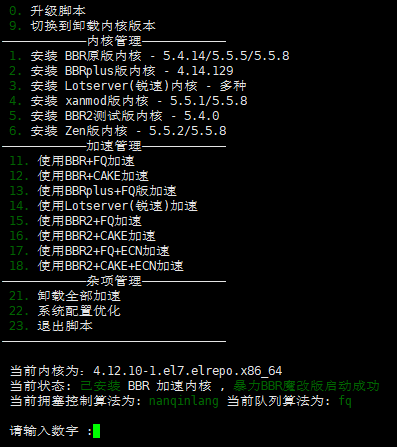 0. 升级脚本
9. 切换到卸载内核版本
————————————内核管理————————————
1. 安装 BBR原版内核 - 5.4.14/5.5.5/5.5.8
2. 安装 BBRplus版内核 - 4.14.129
3. 安装 Lotserver(锐速)内核 - 多种
4. 安装 xanmod版内核 - 5.5.1/5.5.8
5. 安装 BBR2测试版内核 - 5.4.0
6. 安装 Zen版内核 - 5.5.2/5.5.8
————————————加速管理————————————
11. 使用BBR+FQ加速
12. 使用BBR+CAKE加速
13. 使用BBRplus+FQ版加速
14. 使用Lotserver(锐速)加速
15. 使用BBR2+FQ加速
16. 使用BBR2+CAKE加速
17. 使用BBR2+FQ+ECN加速
18. 使用BBR2+CAKE+ECN加速
————————————杂项管理————————————
21. 卸载全部加速
22. 系统配置优化
23. 退出脚本
————————————————————————————————
当前内核为: 4.12.10-1.el7.elrepo.x86_64
当前状态: 已安装 BBR 加速内核 , 暴力BBR魔改版启动成功
当前拥塞控制算法为: nanqinlang 当前队列算法为: fq
请输入数字 :